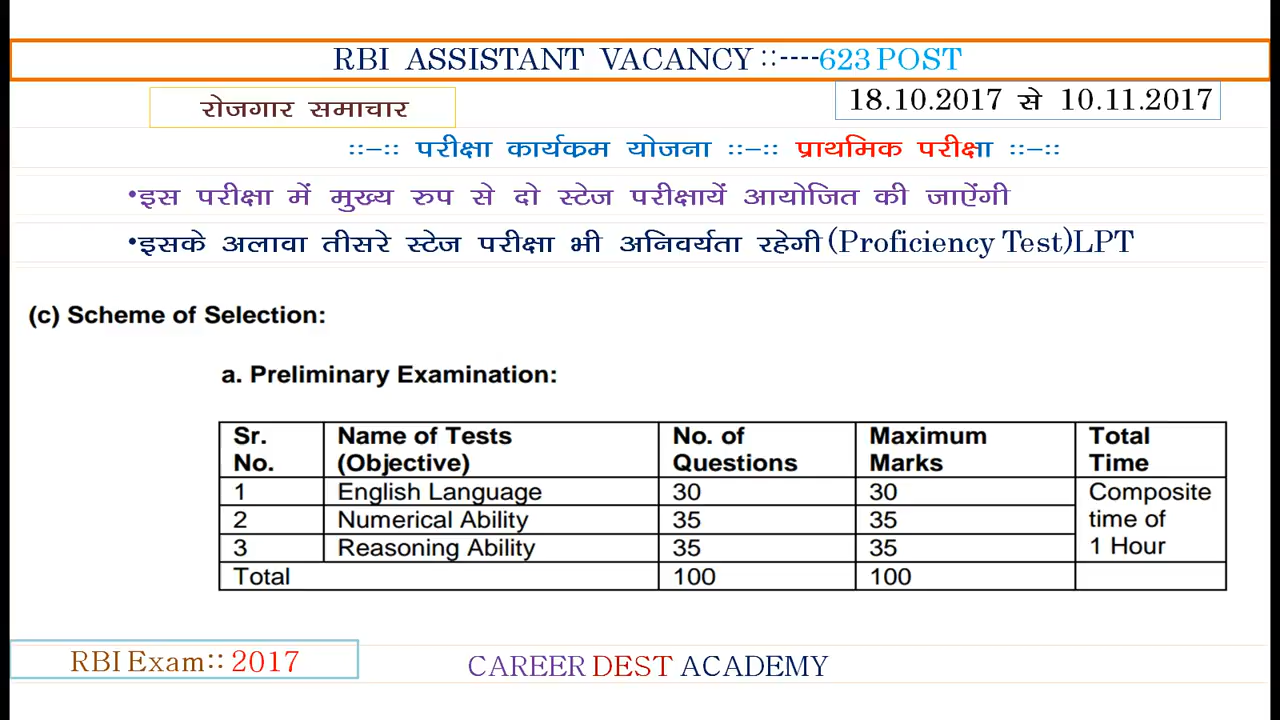 RBI ASSISTANT VACANCY ::----623 POST
रोजगार समाचार
18.10.2017 से 10.11.2017
::–:: परीक्षा कार्यक्रम योजना ::–:: प्राथमिक परीक्षा ::–::
•इस परीक्षा में मुख्य रुप से दो स्टेज परीक्षायें आयोजित की जाऐंगी
•इसके अलावा तीसरे स्टेज परीक्षा भी अनिवर्यता रहेगी (Proficiency Test)LPT
(c) Scheme of Selection:
a. Preliminary Examination:
Sr. No. Name of Tests (Objective) No. of Questions Maximum Marks Total Time
1 English Language 30 30 Composite time of 1 Hour
2 Numerical Ability 35 35
3 Reasoning Ability 35 35
Total 100 100
RBI Exam:: 2017
CAREER DEST ACADEMY